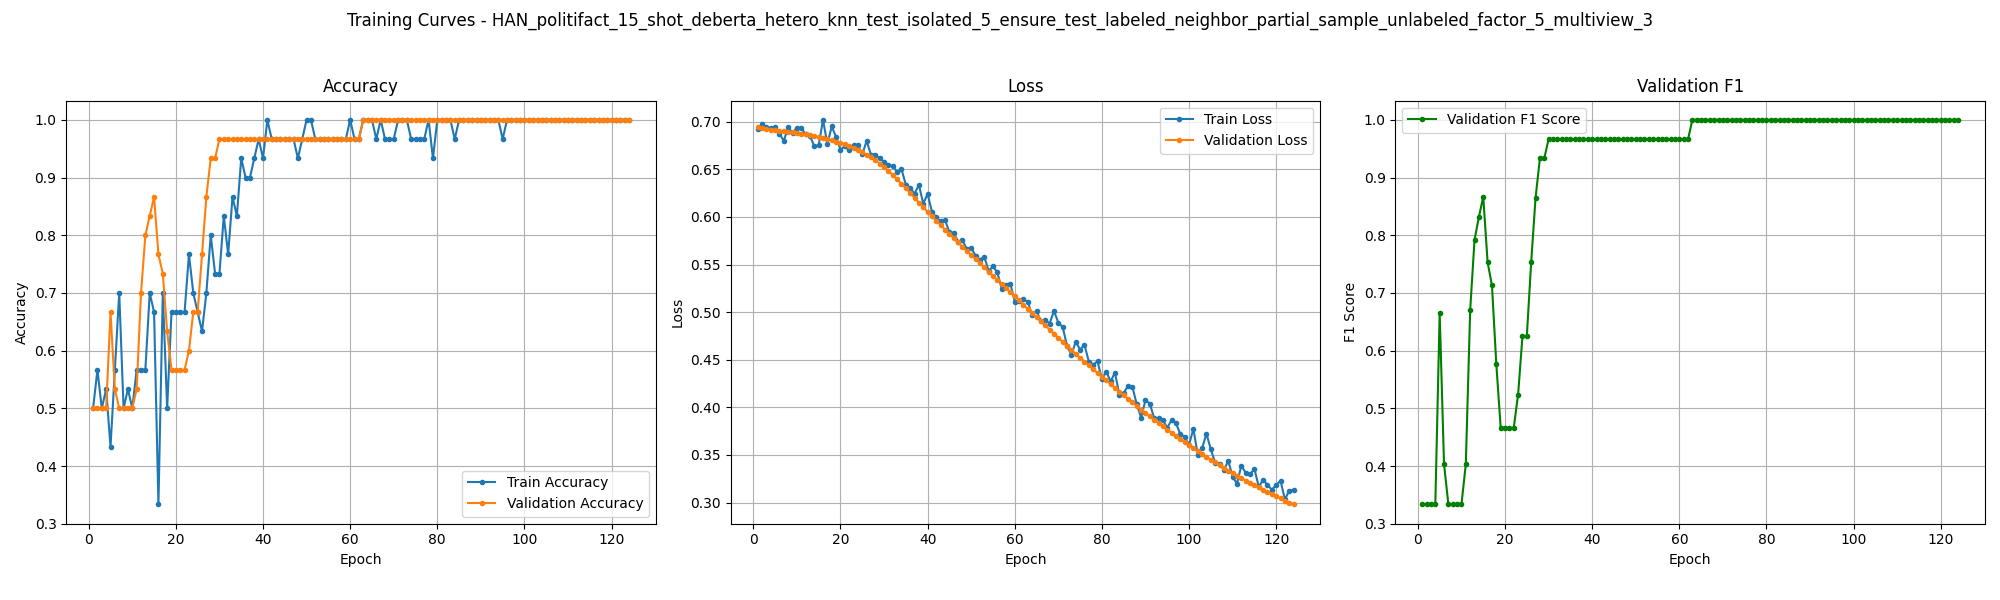 Training Curves - HAN_politifact_15_shot_deberta_hetero_knn_test_isolated_5_ensure_test_labeled_neighbor_partial_sample_unlabeled_factor_5_multiview_3
Accuracy
1.0
0.9
0.8
0.7
0.6
0.5
0.4
0.3
Accuracy
0 20 40 60 80 100 120
Epoch
Train Accuracy
Validation Accuracy
Loss
0.70
0.65
0.60
0.55
0.50
0.45
0.40
0.35
0.30
Loss
0 20 40 60 80 100 120
Epoch
Train Loss
Validation Loss
Validation F1
1.0
0.9
0.8
0.7
0.6
0.5
0.4
0.3
F1 Score
0 20 40 60 80 100 120
Epoch
Validation F1 Score